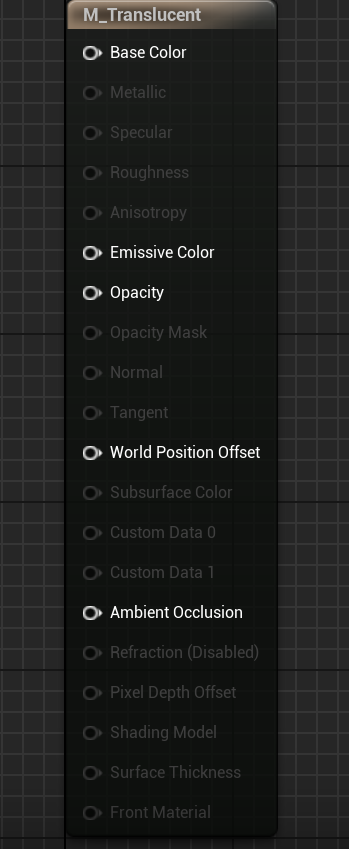 M_Translucent
Base Color
Metallic
Specular
Roughness
Anisotropy
Emissive Color
Opacity
Opacity Mask
Normal
Tangent
World Position Offset
Subsurface Color
Custom Data 0
Custom Data 1
Ambient Occlusion
Refraction (Disabled)
Pixel Depth Offset
Shading Model
Surface Thickness
Front Material